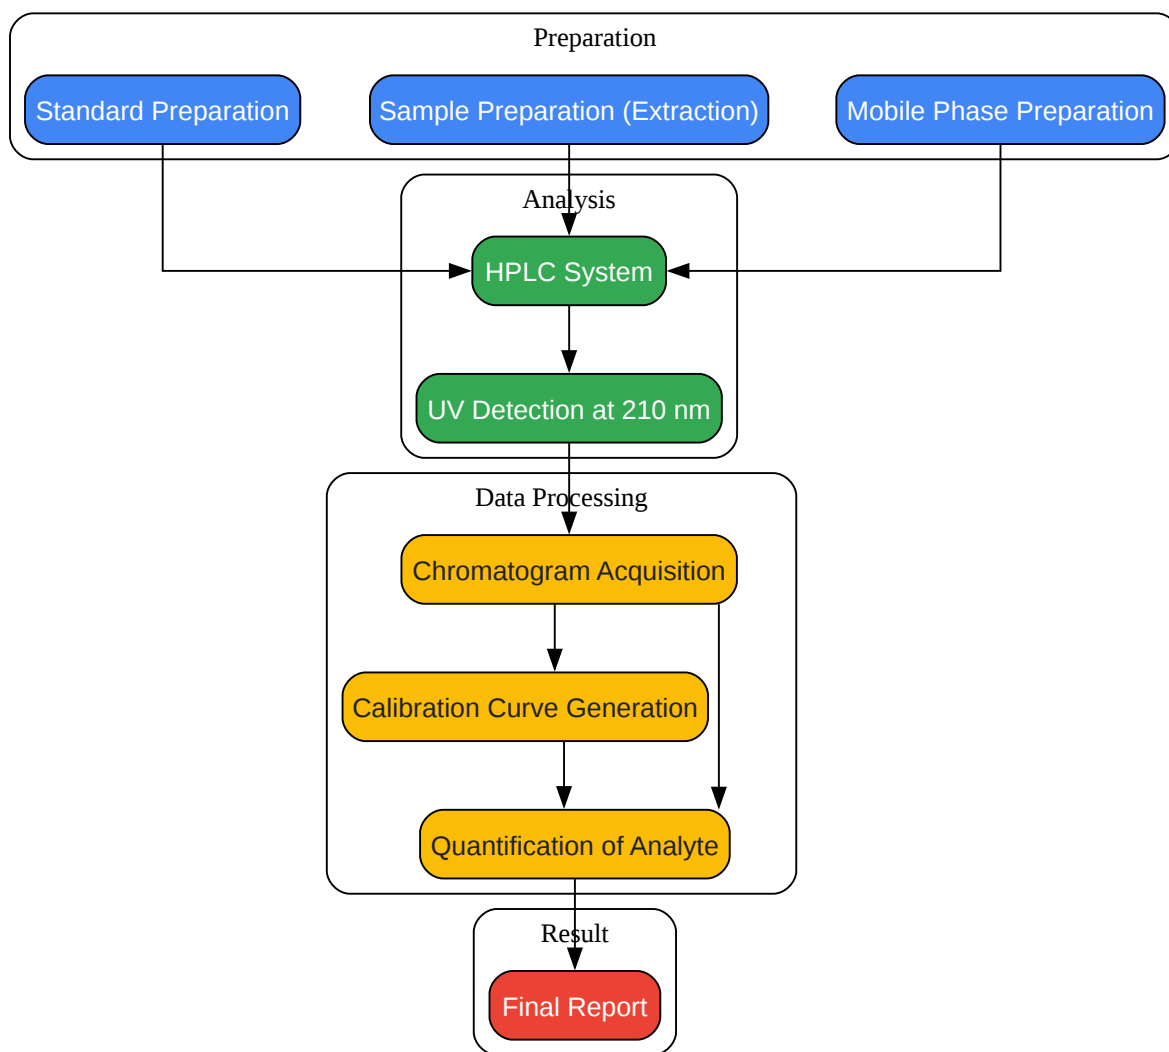 Preparation
Standard Preparation
Sample Preparation (Extraction)
Mobile Phase Preparation
Analysis
HPLC System
UV Detection at 210 nm
Data Processing
Chromatogram Acquisition
Calibration Curve Generation
Quantification of Analyte
Result
Final Report